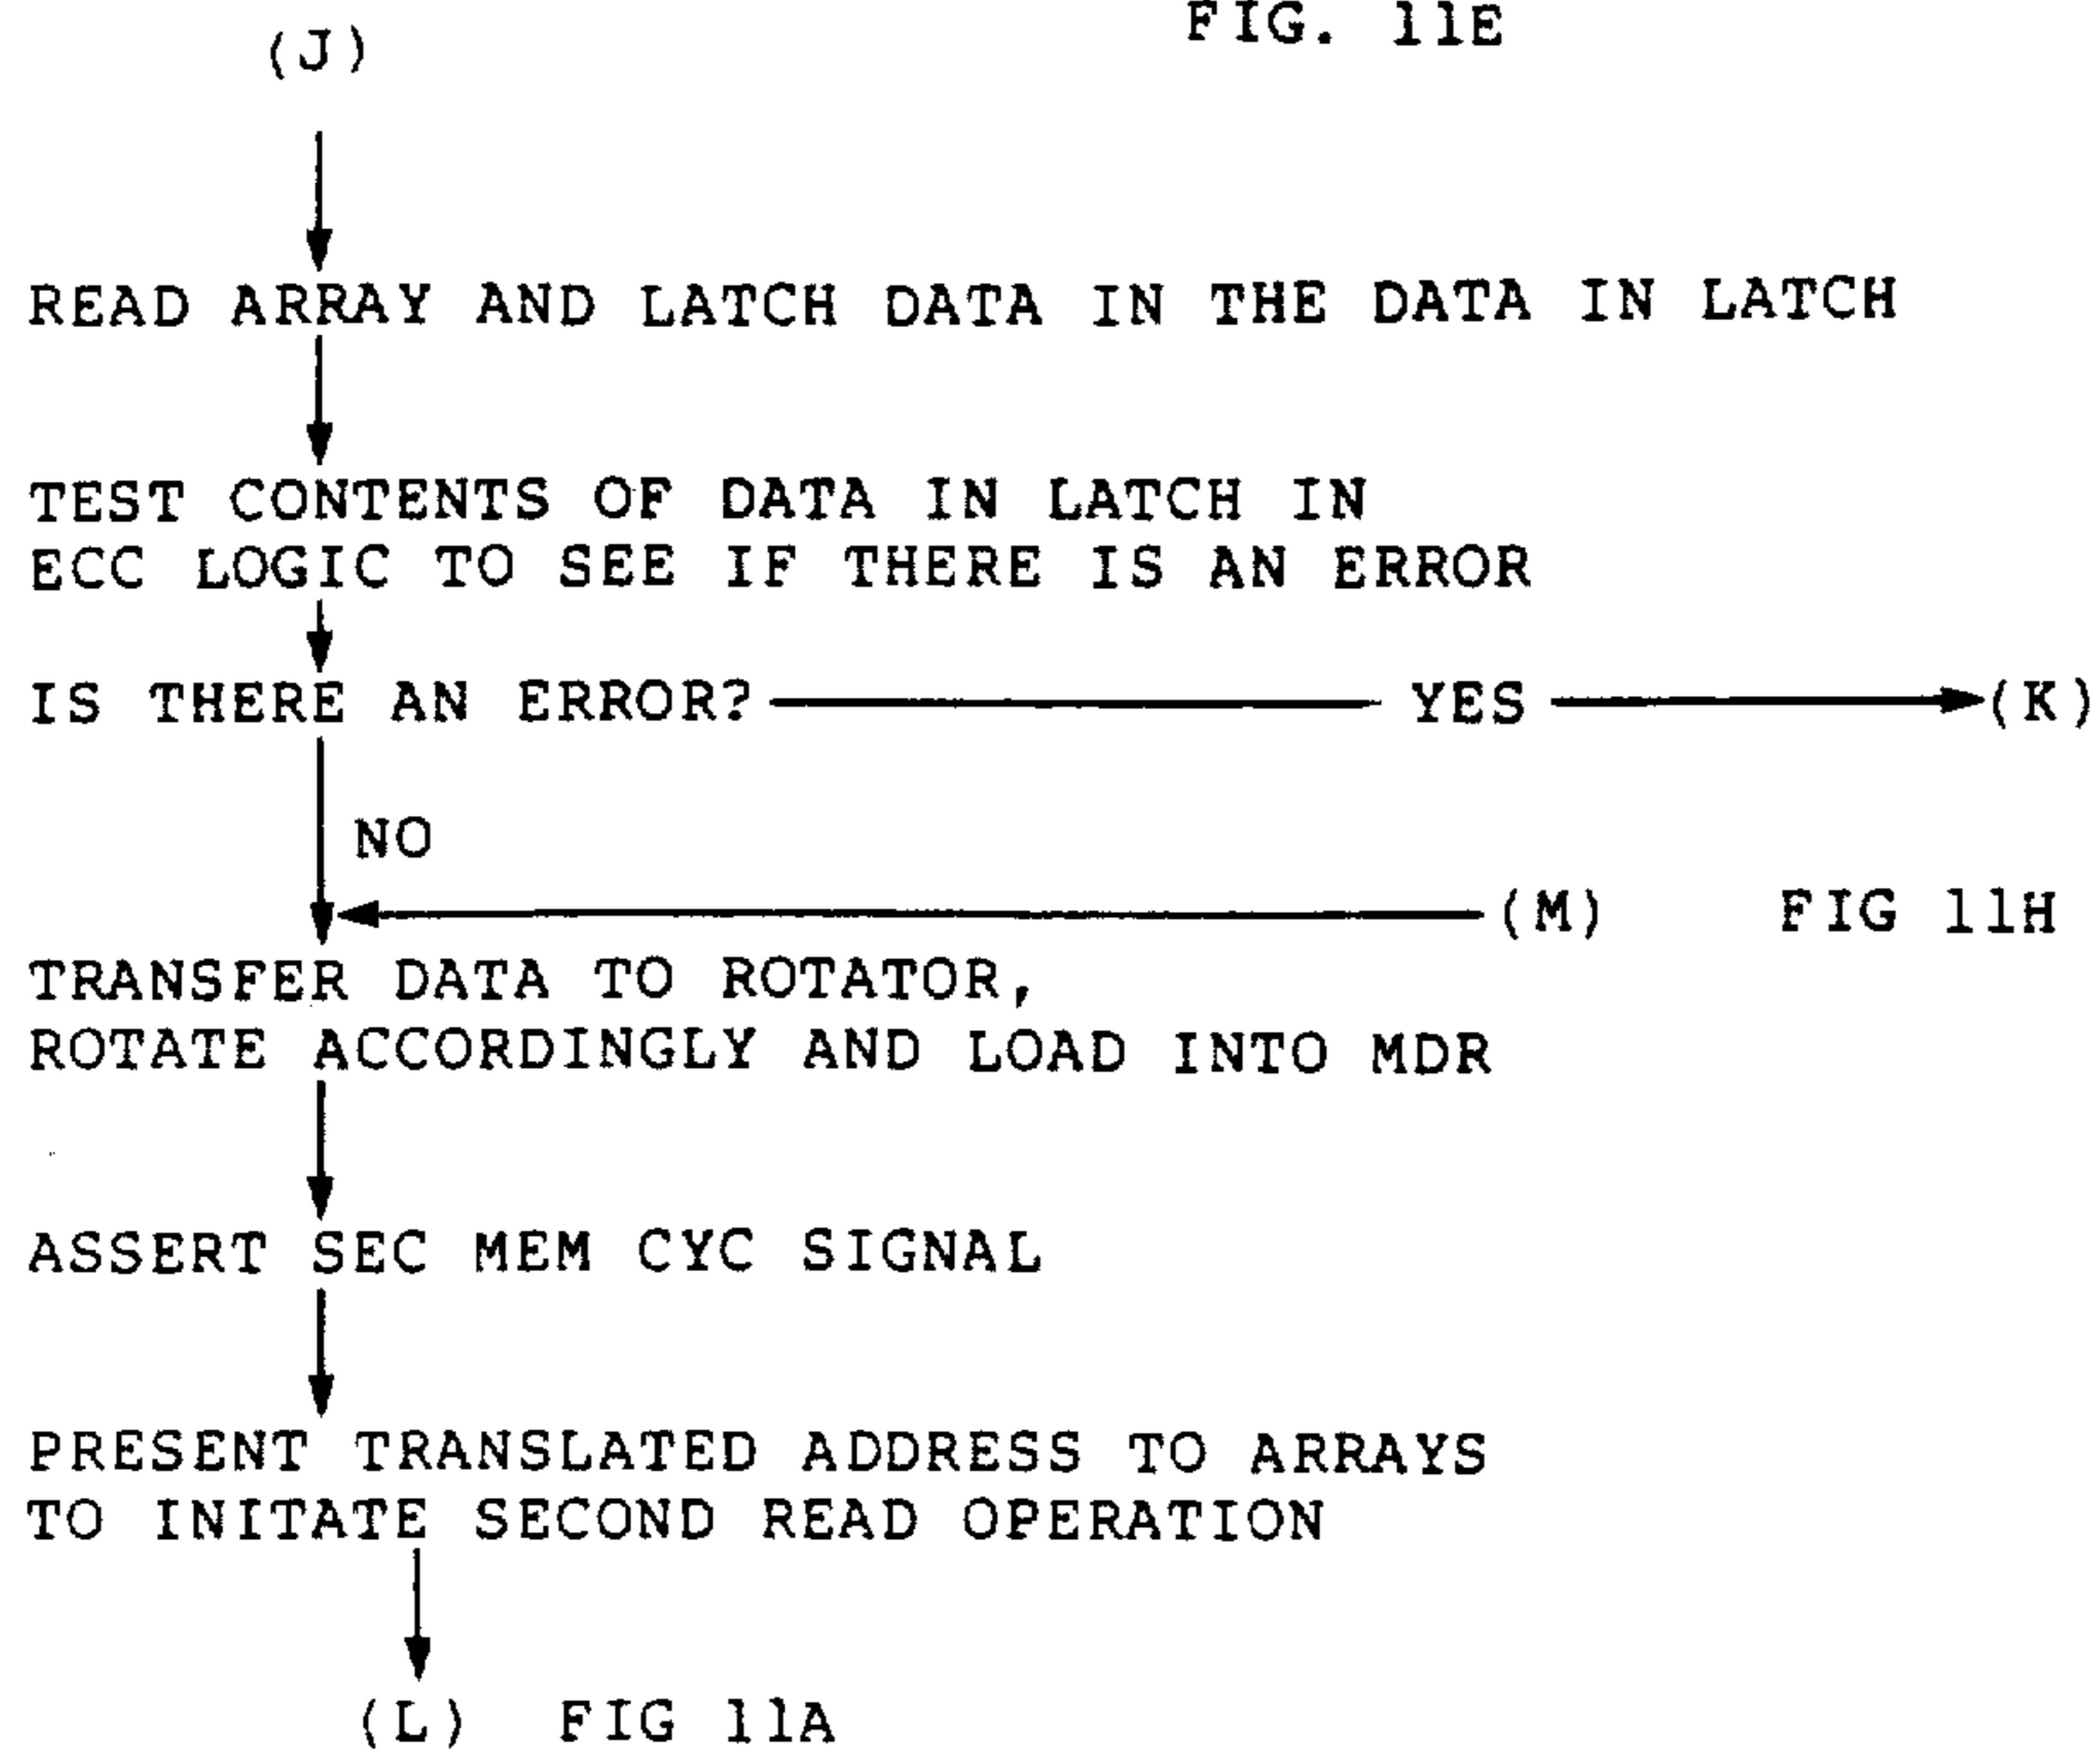 FIG. 11E
(J)
READ ARRAY AND LATCH DATA IN THE DATA IN LATCH
TEST CONTENTS OF DATA IN LATCH IN
ECC LOGIC TO SEE IF THERE IS AN ERROR
IS THERE AN ERROR? YES (K)
NO
(M) FIG 11H
TRANSFER DATA TO ROTATOR,
ROTATE ACCORDINGLY AND LOAD INTO MDR
ASSERT SEC MEM CYC SIGNAL
PRESENT TRANSLATED ADDRESS TO ARRAYS
TO INITATE SECOND READ OPERATION
(L) FIG 11A